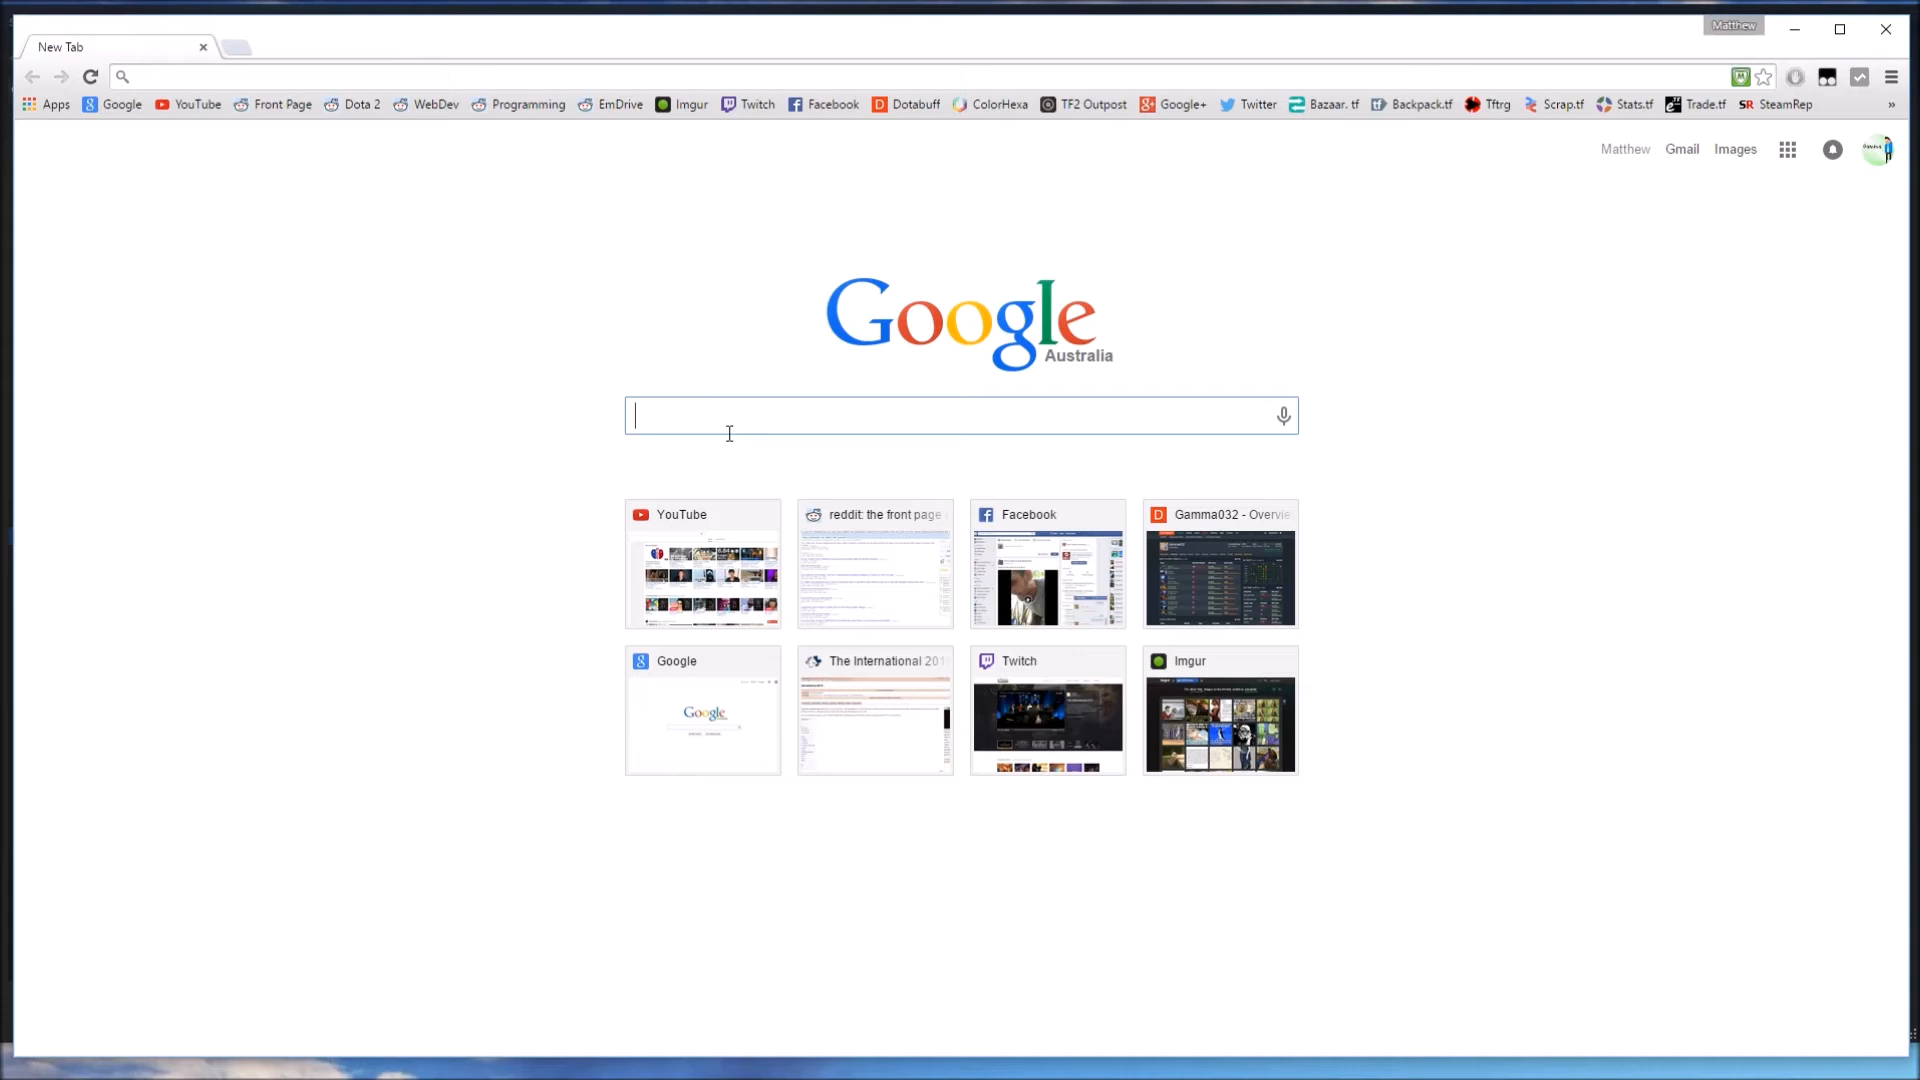 Matthew
New Tab
Apps Google YouTube Front Page Dota 2 WebDev Programming EmDrive Imgur Twitch Facebook Dotabuff ColorHexa TF2 Outpost Google+ Twitter Bazaar.tf Backpack.tf Tftrg Scrap.tf Stats.tf Trade.tf SR SteamRep »
Matthew Gmail Images
Google
Australia
YouTube reddit: the front page Facebook Gamma032 - Overvie
Google The International 201 Twitch Imgur
Google